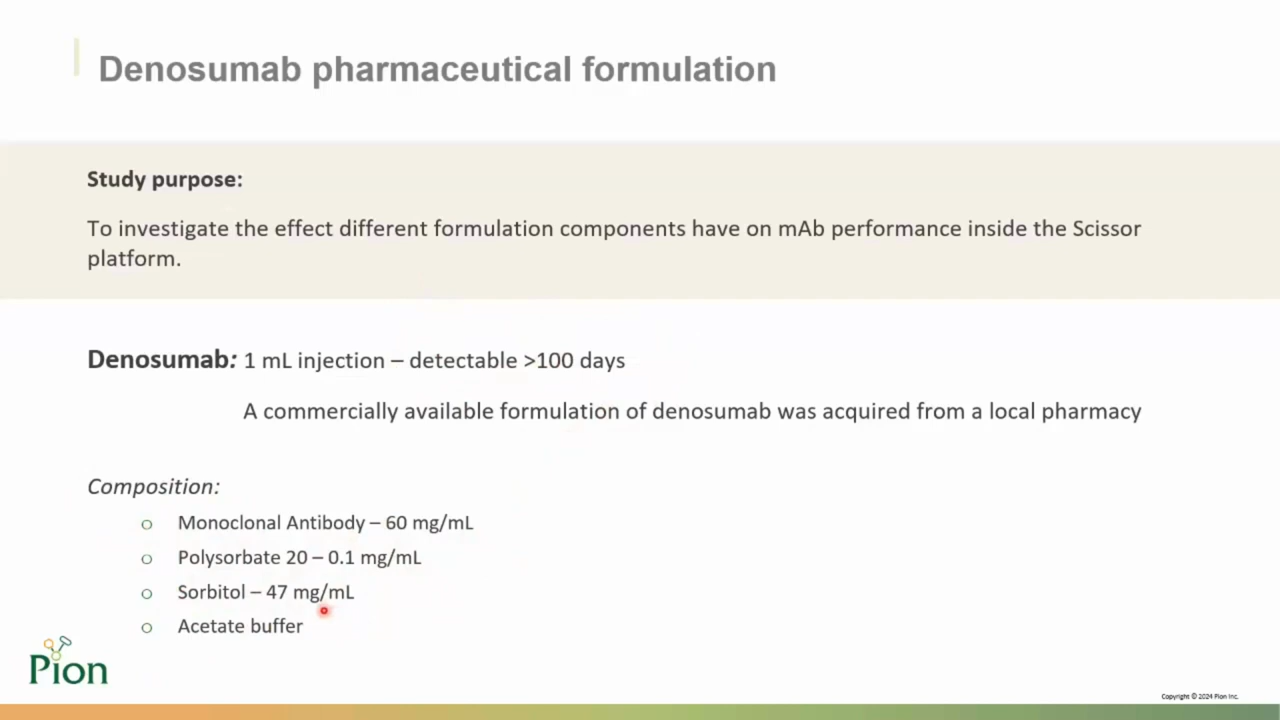 Denosumab pharmaceutical formulation
Study purpose:
To investigate the effect different formulation components have on mAb performance inside the Scissor
platform.
Denosumab: 1 mL injection – detectable >100 days
A commercially available formulation of denosumab was acquired from a local pharmacy
Composition:
o Monoclonal Antibody – 60 mg/mL
o Polysorbate 20 – 0.1 mg/mL
o Sorbitol – 47 mg/mL
o Acetate buffer
Pion
Copyright © 2024 Pion Inc.